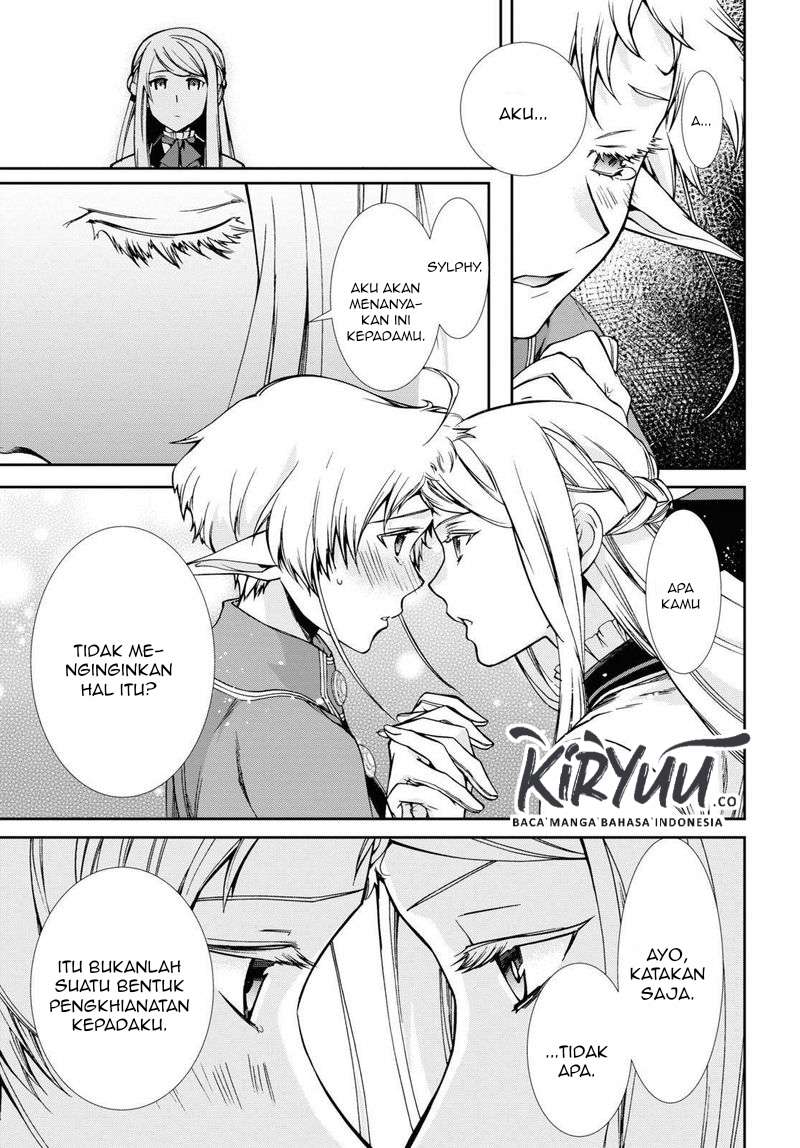 A...
AKU...
SYLPHY.
AKU AKAN
MENANYA-
KAN INI
KEPADAMU.
APA
KAMU
TIDAK ME-
NGINGINKAN
HAL ITU?
KIRYUU
.CO
BACA MANGA BAHASA INDONESIA
AYO,
KATAKAN
SAJA.
...TIDAK
APA.
ITU BUKANLAH
SUATU BENTUK
PENGKHIANATAN
KEPADAKU.